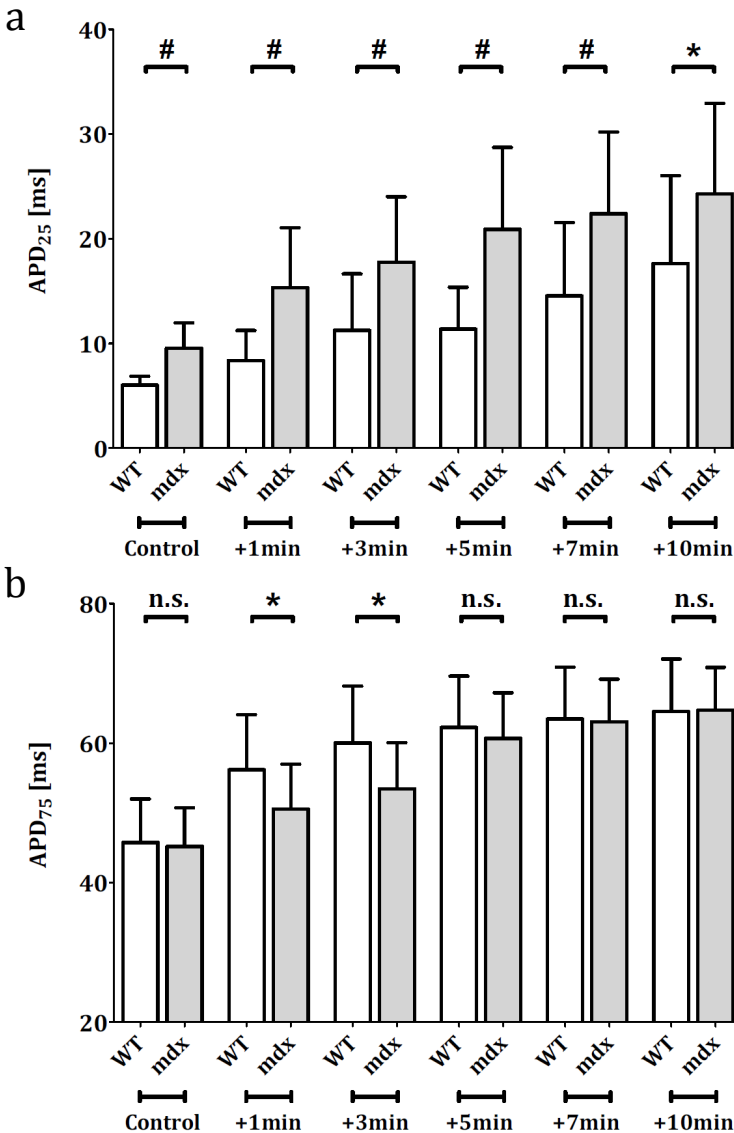 a
APD25 [ms]
40
30
20
10
0
# # # # # *
WT mdx WT mdx WT mdx WT mdx WT mdx WT mdx
Control +1min +3min +5min +7min +10min
b
APD75 [ms]
80
60
40
20
n.s. * * n.s. n.s. n.s.
WT mdx WT mdx WT mdx WT mdx WT mdx WT mdx
Control +1min +3min +5min +7min +10min